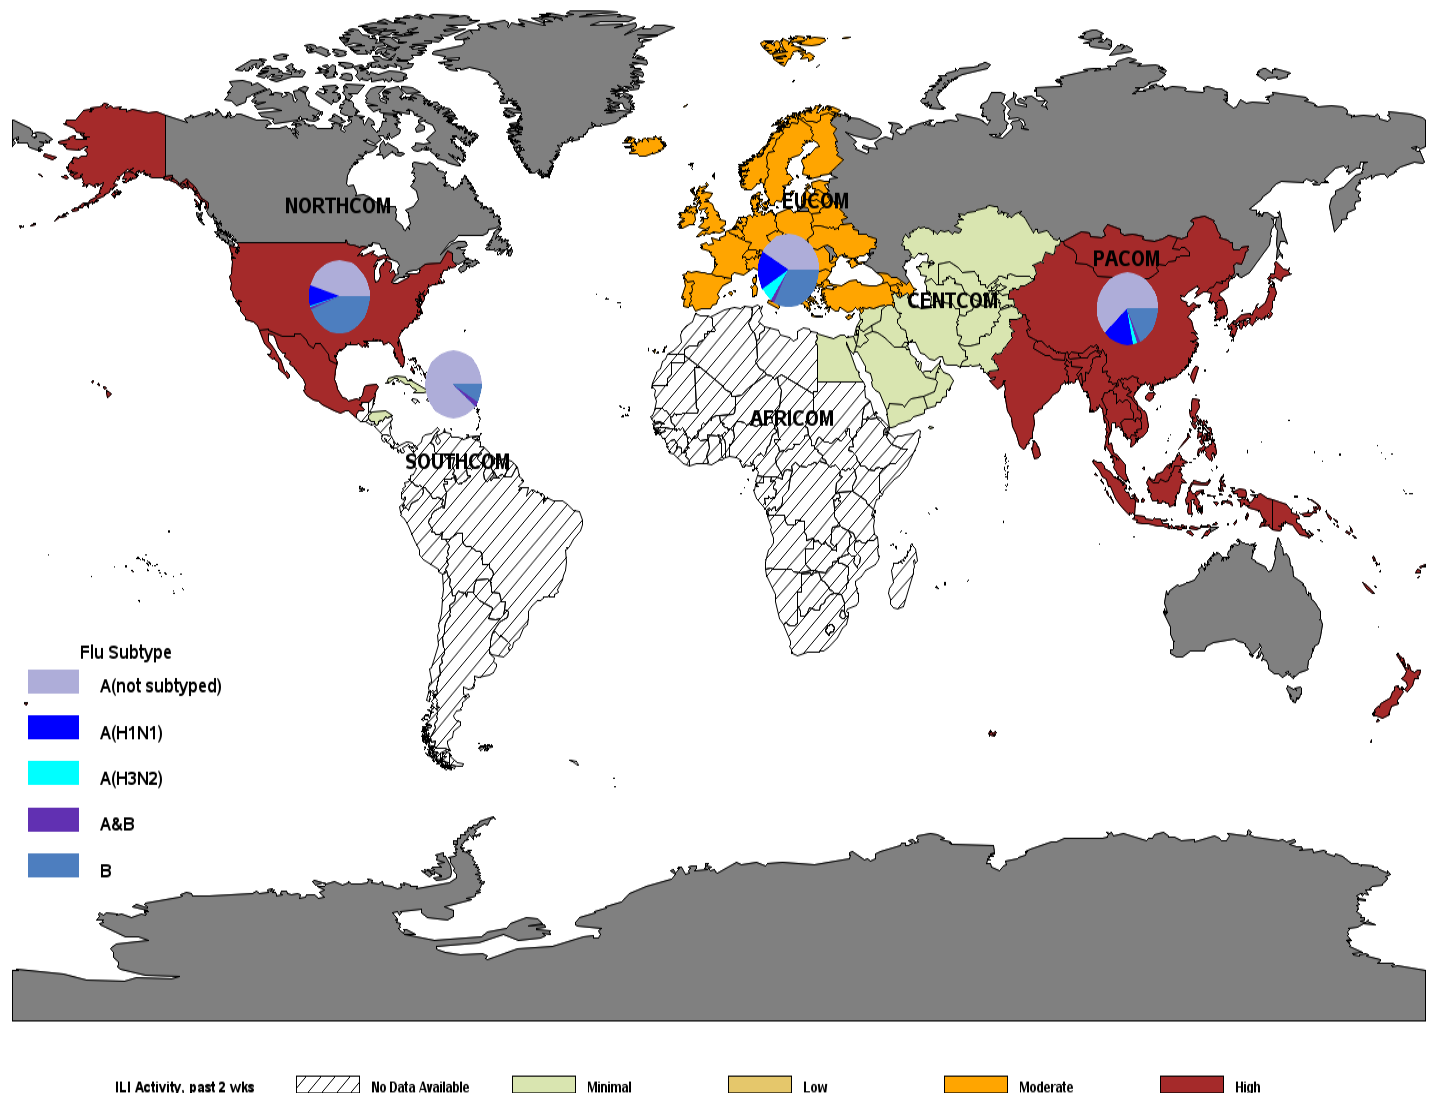 NORTHCOM
EUCOM
PACOM
CENTCOM
AFRICOM
SOUTHCOM
Flu Subtype
A(not subtyped)
A(H1N1)
A(H3N2)
A&B
B
ILI Activity, past 2 wks No Data Available Minimal Low Moderate High